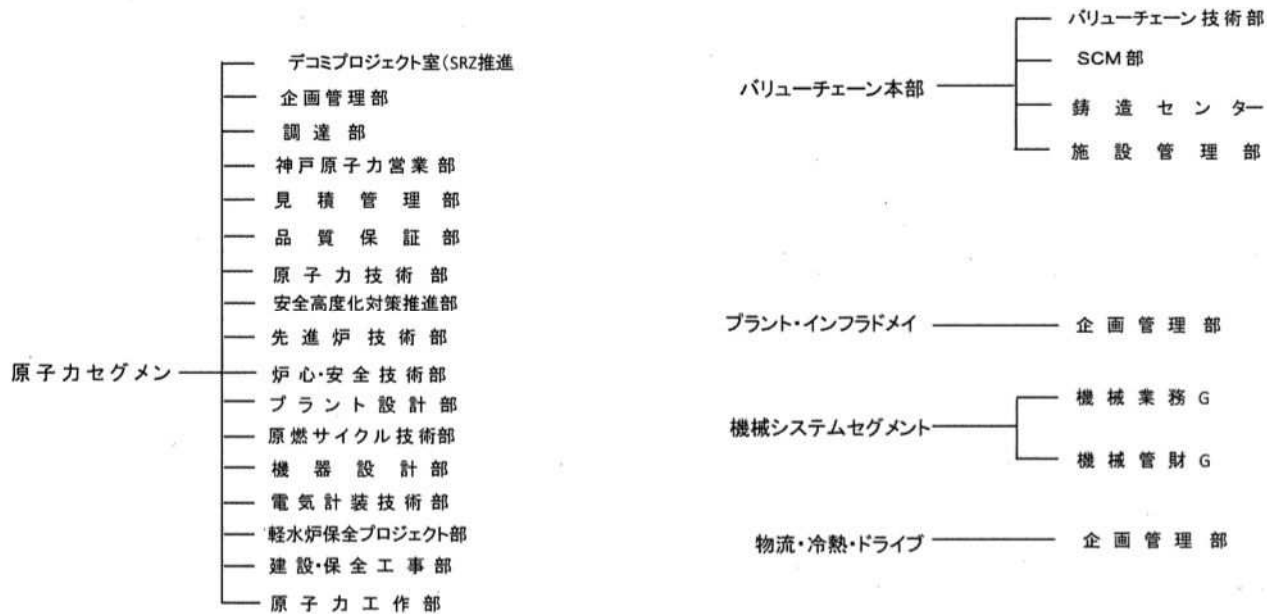 デコミプロジェクト室(SRZ推進
企画管理部
調達部
神戸原子力営業部
見積管理部
品質保証部
原子力技術部
安全高度化対策推進部
先進炉技術部
原子力セグメン
炉心・安全技術部
プラント設計部
原燃サイクル技術部
機器設計部
電気計装技術部
軽水炉保全プロジェクト部
建設・保全工事部
原子力工作部
バリューチェーン本部
バリューチェーン技術部
SCM部
鋳造センター
施設管理部
プラント・インフラドメイ
企画管理部
機械システムセグメント
機械業務G
機械管財G
物流・冷熱・ドライブ
企画管理部